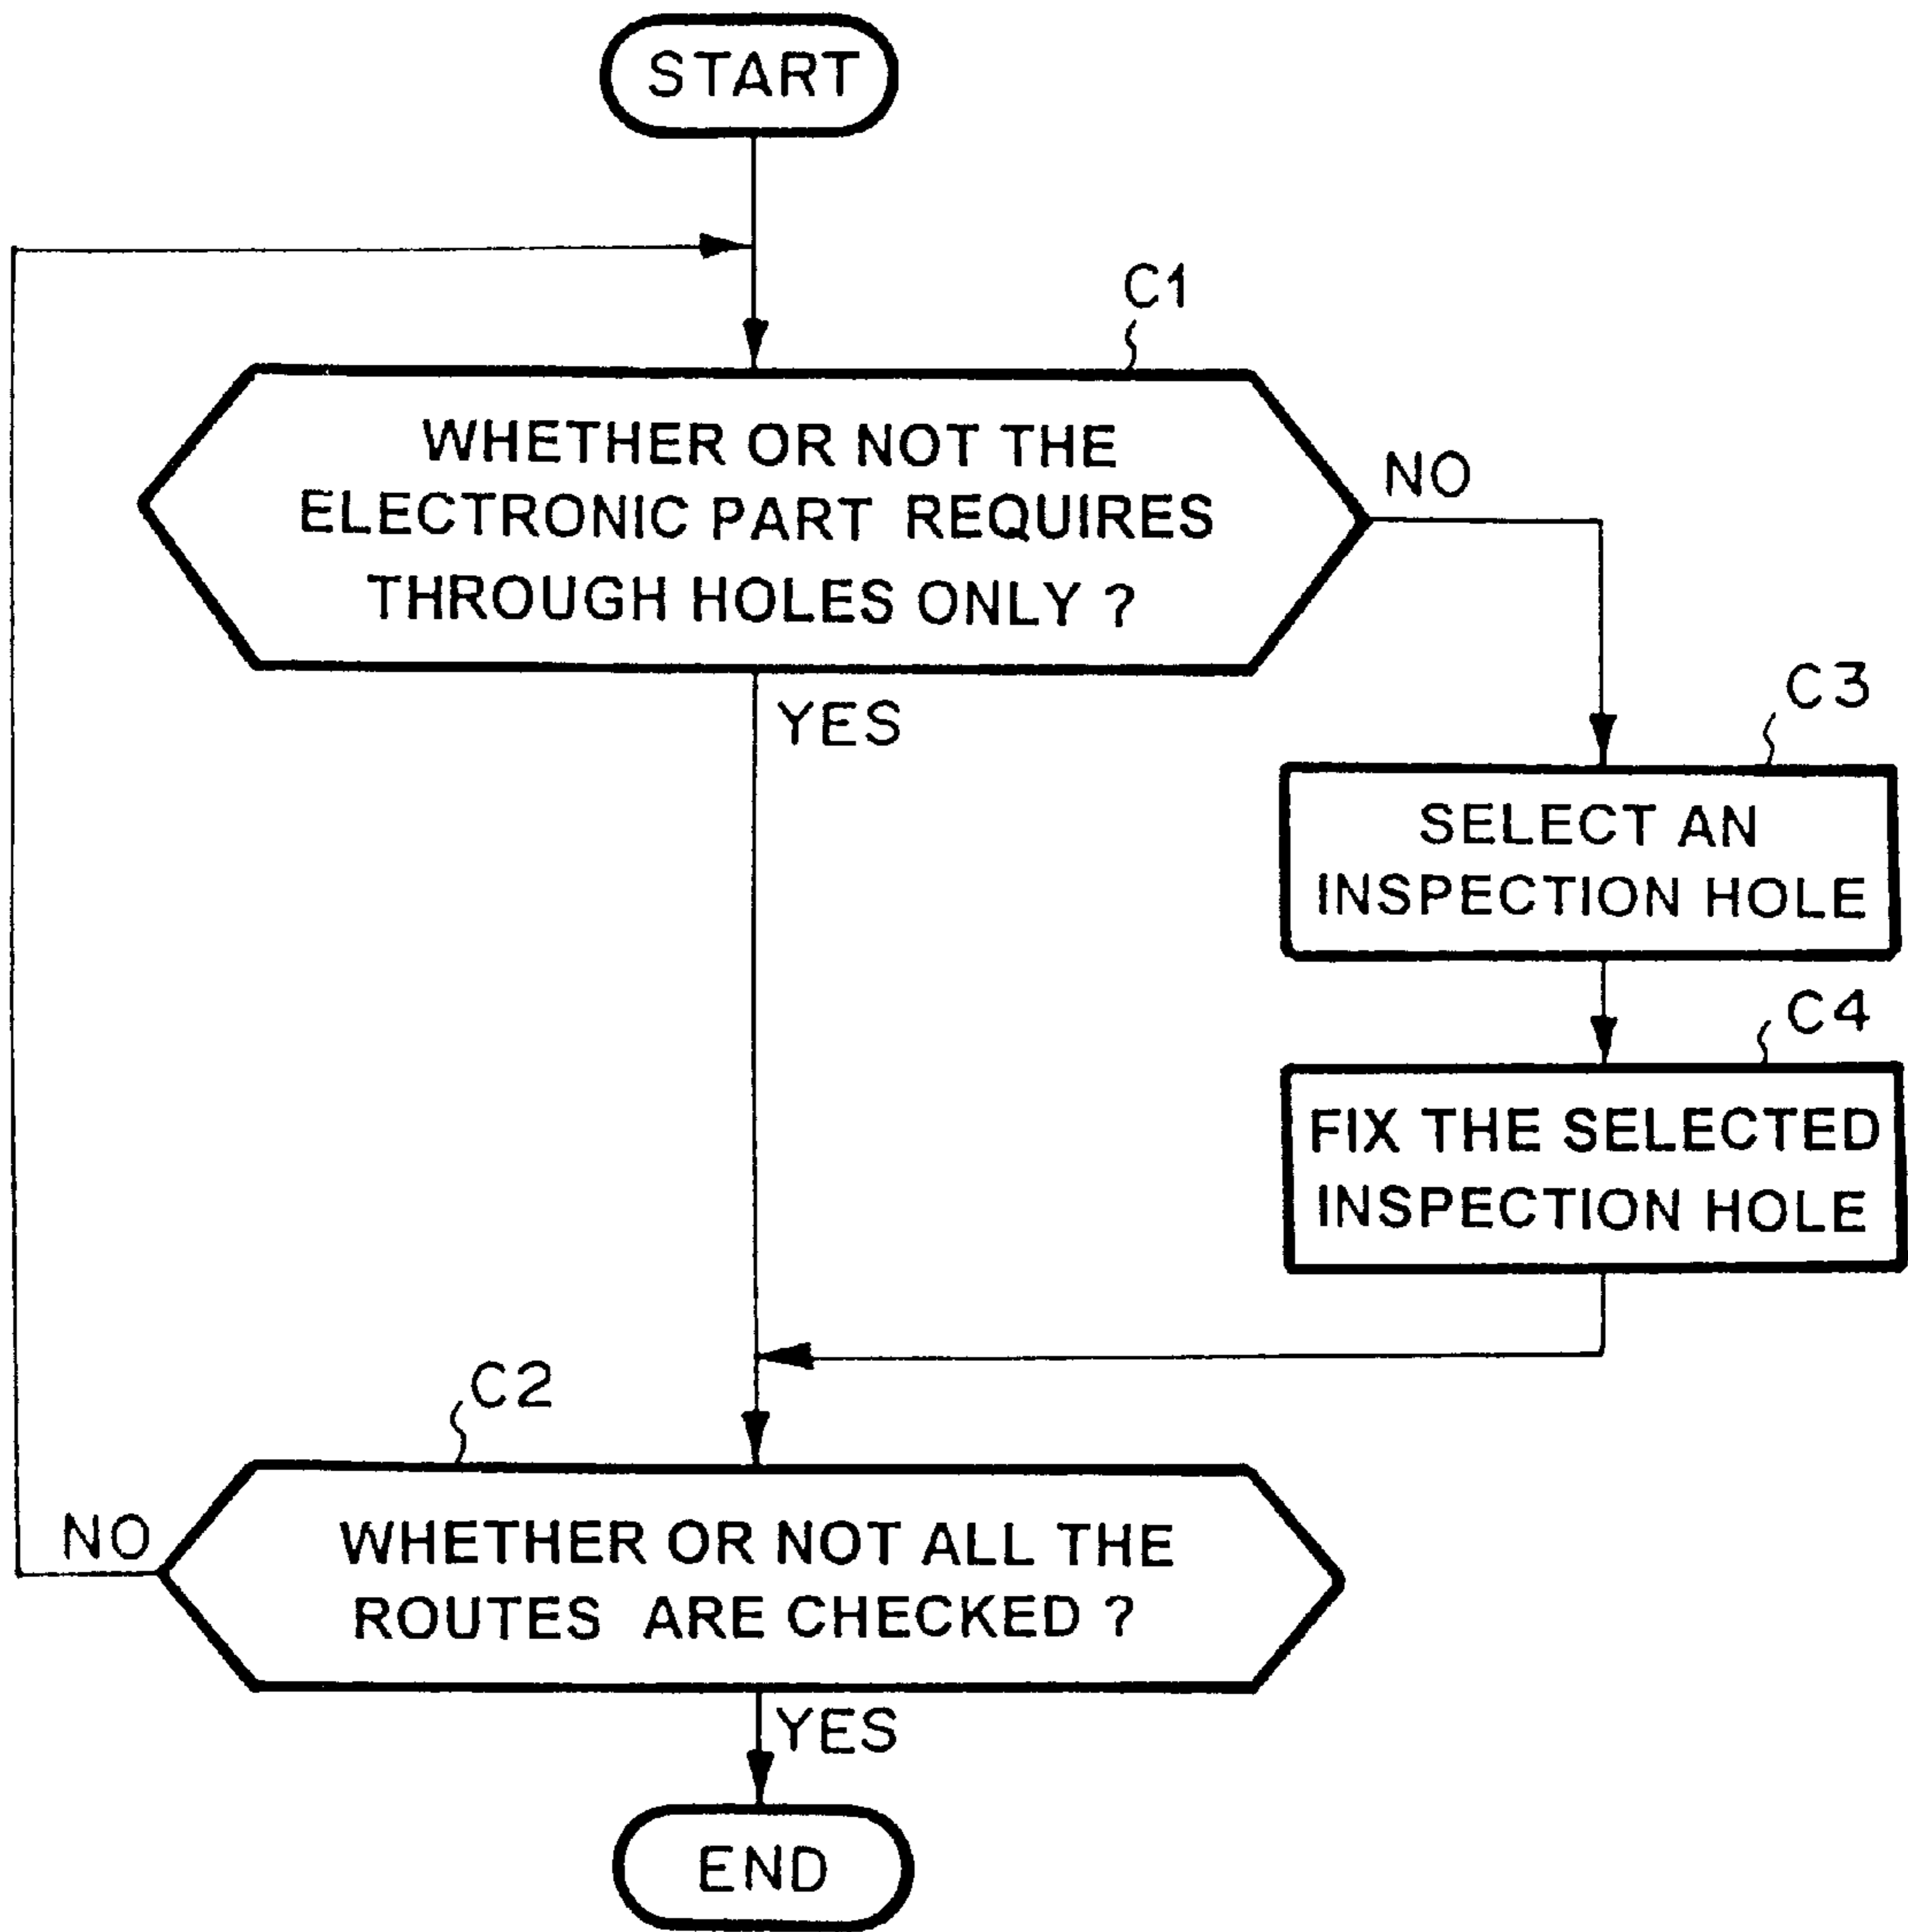 START
C1
WHETHER OR NOT THE
ELECTRONIC PART REQUIRES
THROUGH HOLES ONLY ?
NO
YES
C3
SELECT AN
INSPECTION HOLE
C4
FIX THE SELECTED
INSPECTION HOLE
C2
NO
WHETHER OR NOT ALL THE
ROUTES ARE CHECKED ?
YES
END